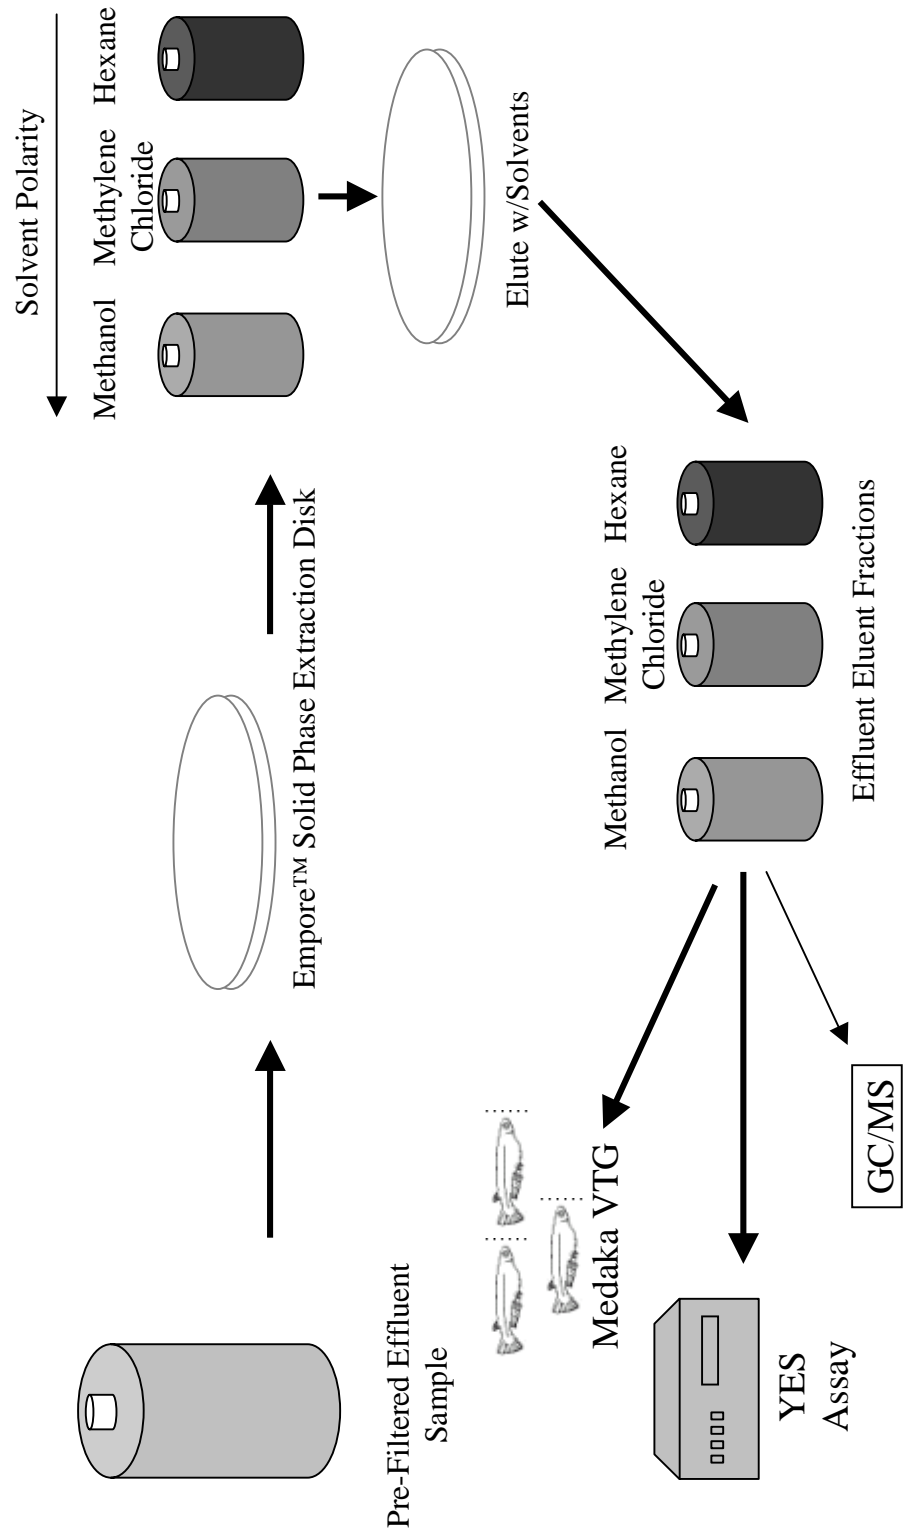 Solvent Polarity
Methanol
Methylene
Chloride
Hexane
Pre-Filtered Effluent
Sample
Empore™ Solid Phase Extraction Disk
Elute w/Solvents
Medaka VTG
YES
Assay
GC/MS
Methanol
Methylene
Chloride
Hexane
Effluent Eluent Fractions